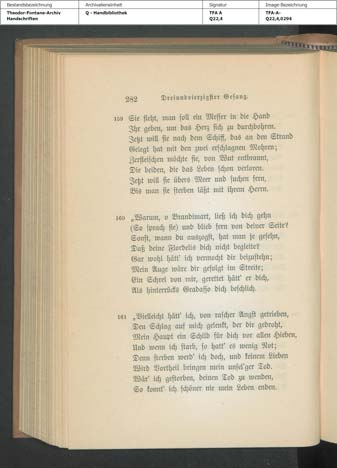 Bestandsbezeichnung
Archiveinheit
Signatur
Image-Bezeichnung
Theodor-Fontane-Archiv
Handschriften
Q - Handbibliothek
TFA A
Q22,4
TFA-A-
Q22,4,0294
282
Dreiundvierzigster Gesang.
159 Sie fleht, man soll ein Messer in die Hand
Ihr geben, um das Herz sich zu durchbohren.
Jetzt will sie nach dem Schiff, das an den Strand
Gelegt hat mit den zwei erschlagnen Mohren;
Zerfleischen möchte sie, von Wut entbrannt,
Die beiden, die das Leben schon verloren.
Jetzt will sie übers Meer und suchen fern,
Bis man sie sterben läßt mit ihrem Herrn.
160 „Warum, o Brandimart, ließ ich dich gehn
(So sprach sie) und blieb fern von deiner Seite?
Sonst, wann du auszogst, hat man je gesehn,
Daß deine Flordelis dich nicht begleite?
Gar wohl hätt' ich vermocht dir beizustehn;
Mein Auge wäre dir gefolgt im Streite;
Ein Schrei von mir, gerettet hätt' er dich,
Als hinterrücks Gradasso dich beschlich.
161 „Vielleicht hätt' ich, von rascher Angst getrieben,
Den Schlag auf mich gelenkt, der dir gedroht,
Mein Haupt ein Schild für dich vor allen Hieben,
Und wenn ich starb, so hatt' es wenig Not;
Denn sterben werd' ich doch, und keinem Lieben
Wird Vortheil bringen mein unsel'ger Tod.
Wär' ich gestorben, deinen Tod zu wenden,
So konnt' ich schöner nie mein Leben enden.